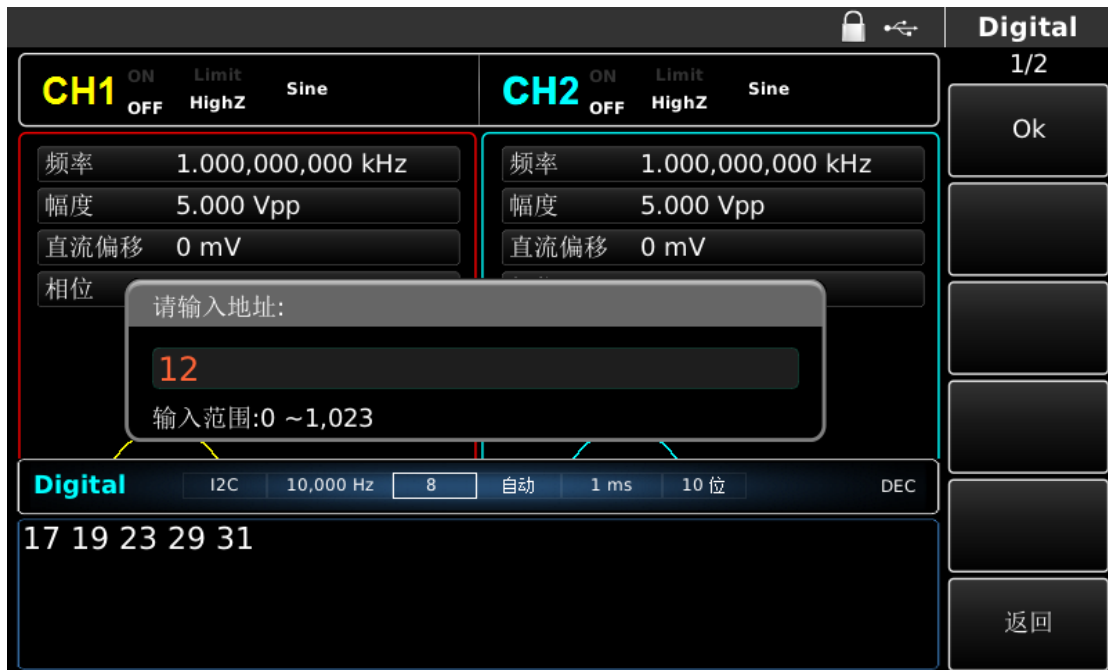 Digital
1/2
CH1 ON OFF Limit HighZ Sine
CH2 ON OFF Limit HighZ Sine
Ok
频率 1.000,000,000 kHz
频率 1.000,000,000 kHz
幅度 5.000 Vpp
幅度 5.000 Vpp
直流偏移 0 mV
直流偏移 0 mV
相位
请输入地址:
12
输入范围:0 ~1,023
Digital I2C 10,000 Hz 8 自动 1 ms 10 位 DEC
17 19 23 29 31
返回